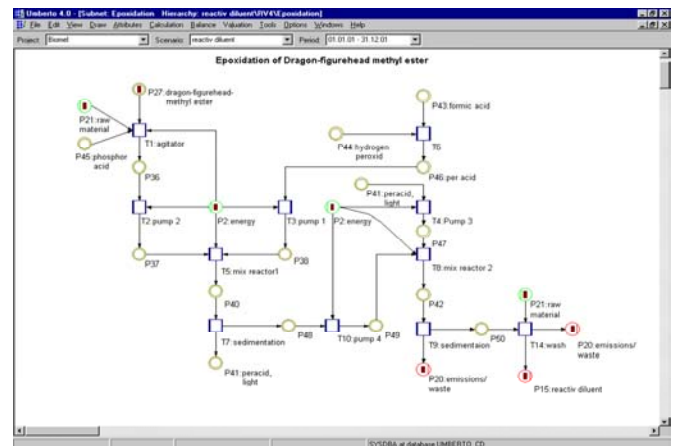 Umberto 4.0 - [Subnet: Epoxidation Hierarchy: reactiv diluent\RV4\Epoxidation]
File Edit View Draw Attributes Calculation Balance Valuation Tools Options Windows Help
Project: Biomet Scenario: reactiv diluent Period: 01.01.01 - 31.12.01
Epoxidation of Dragon-figurehead methyl ester
P27:dragon-figurehead-
methyl ester
P21:raw
material
P45:phosphor
acid
T1:agitator
P43:formic acid
P44:hydrogen
peroxid
T6
P36
P46:per acid
P41:peracid,
light
T2:pump 2
P2:energy
T3:pump 1
P2:energy
T4:Pump 3
P47
P37
T5:mix reactor1
P38
T8:mix reactor 2
P40
P42
P21:raw
material
T7:sedimentation
P48
T10:pump 4
P49
T9:sedimentaion
P50
T14:wash
P20:emissions/
waste
P41:peracid,
light
P20:emissions/
waste
P15:reactiv diluent
SYSDBA at database UMBERTO_CD